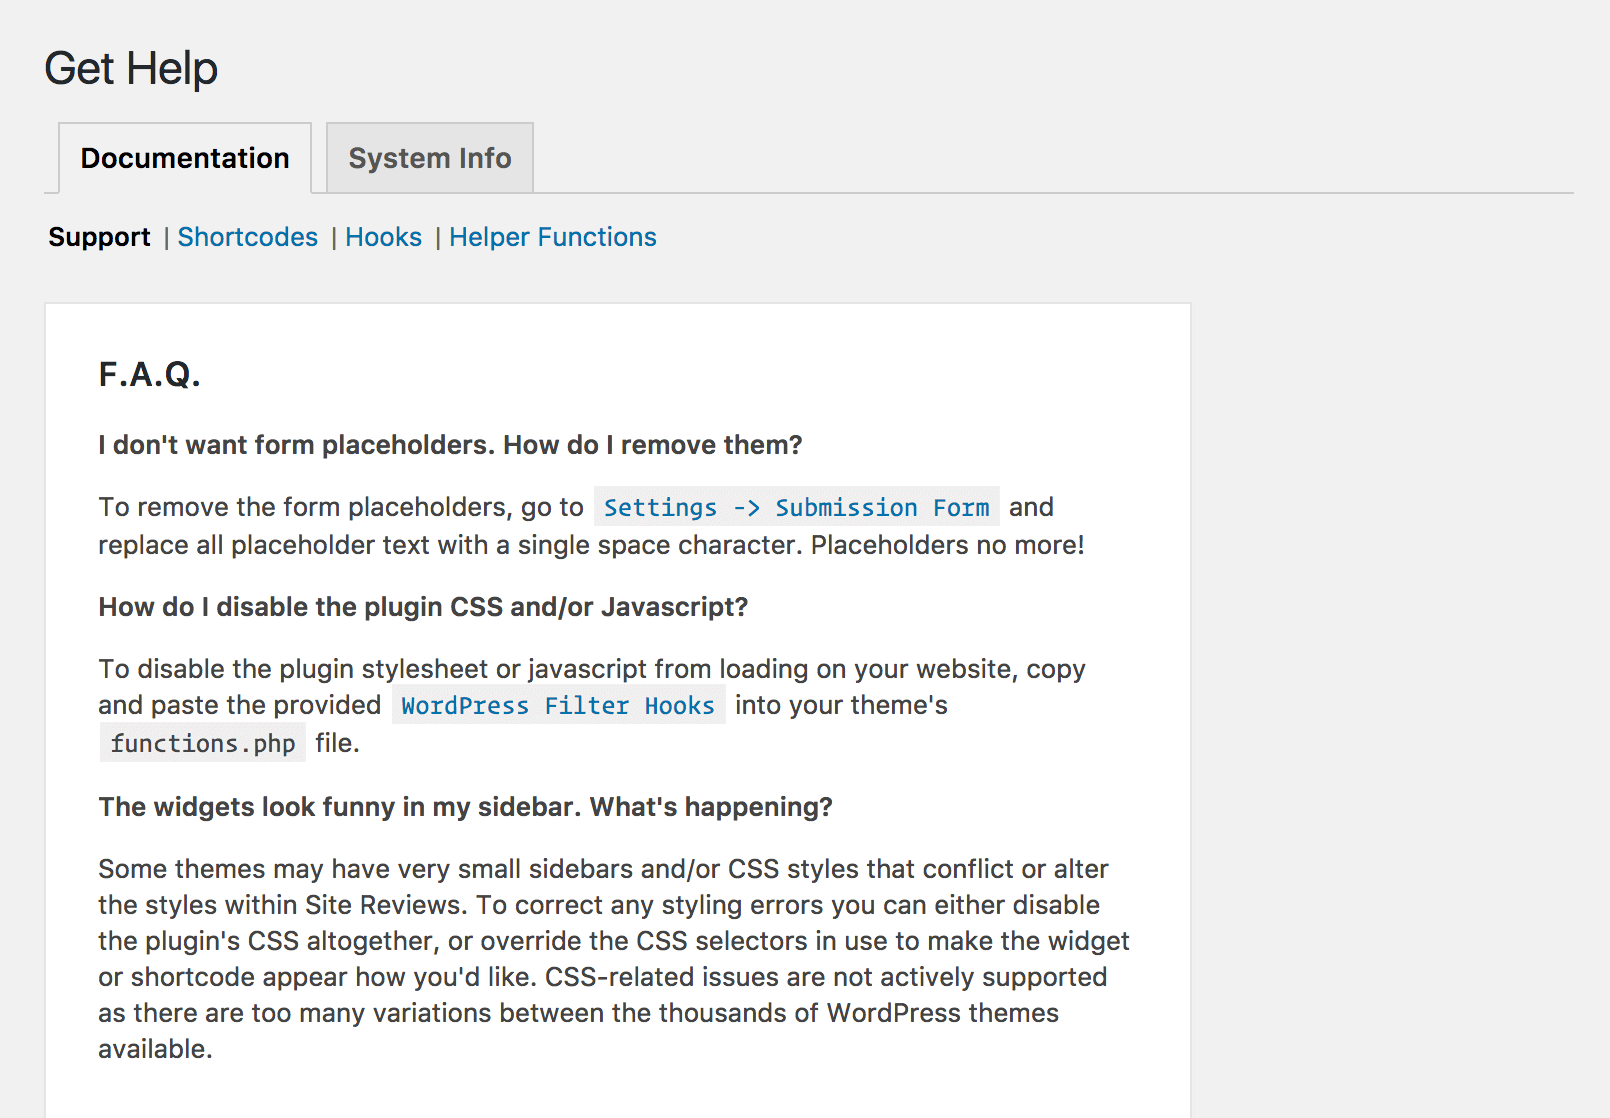 Get Help
Documentation
System Info
Support | Shortcodes | Hooks | Helper Functions
F.A.Q.
I don't want form placeholders. How do I remove them?
To remove the form placeholders, go to Settings -> Submission Form and
replace all placeholder text with a single space character. Placeholders no more!
How do I disable the plugin CSS and/or Javascript?
To disable the plugin stylesheet or javascript from loading on your website, copy
and paste the provided WordPress Filter Hooks into your theme's
functions.php file.
The widgets look funny in my sidebar. What's happening?
Some themes may have very small sidebars and/or CSS styles that conflict or alter
the styles within Site Reviews. To correct any styling errors you can either disable
the plugin's CSS altogether, or override the CSS selectors in use to make the widget
or shortcode appear how you'd like. CSS-related issues are not actively supported
as there are too many variations between the thousands of WordPress themes
available.